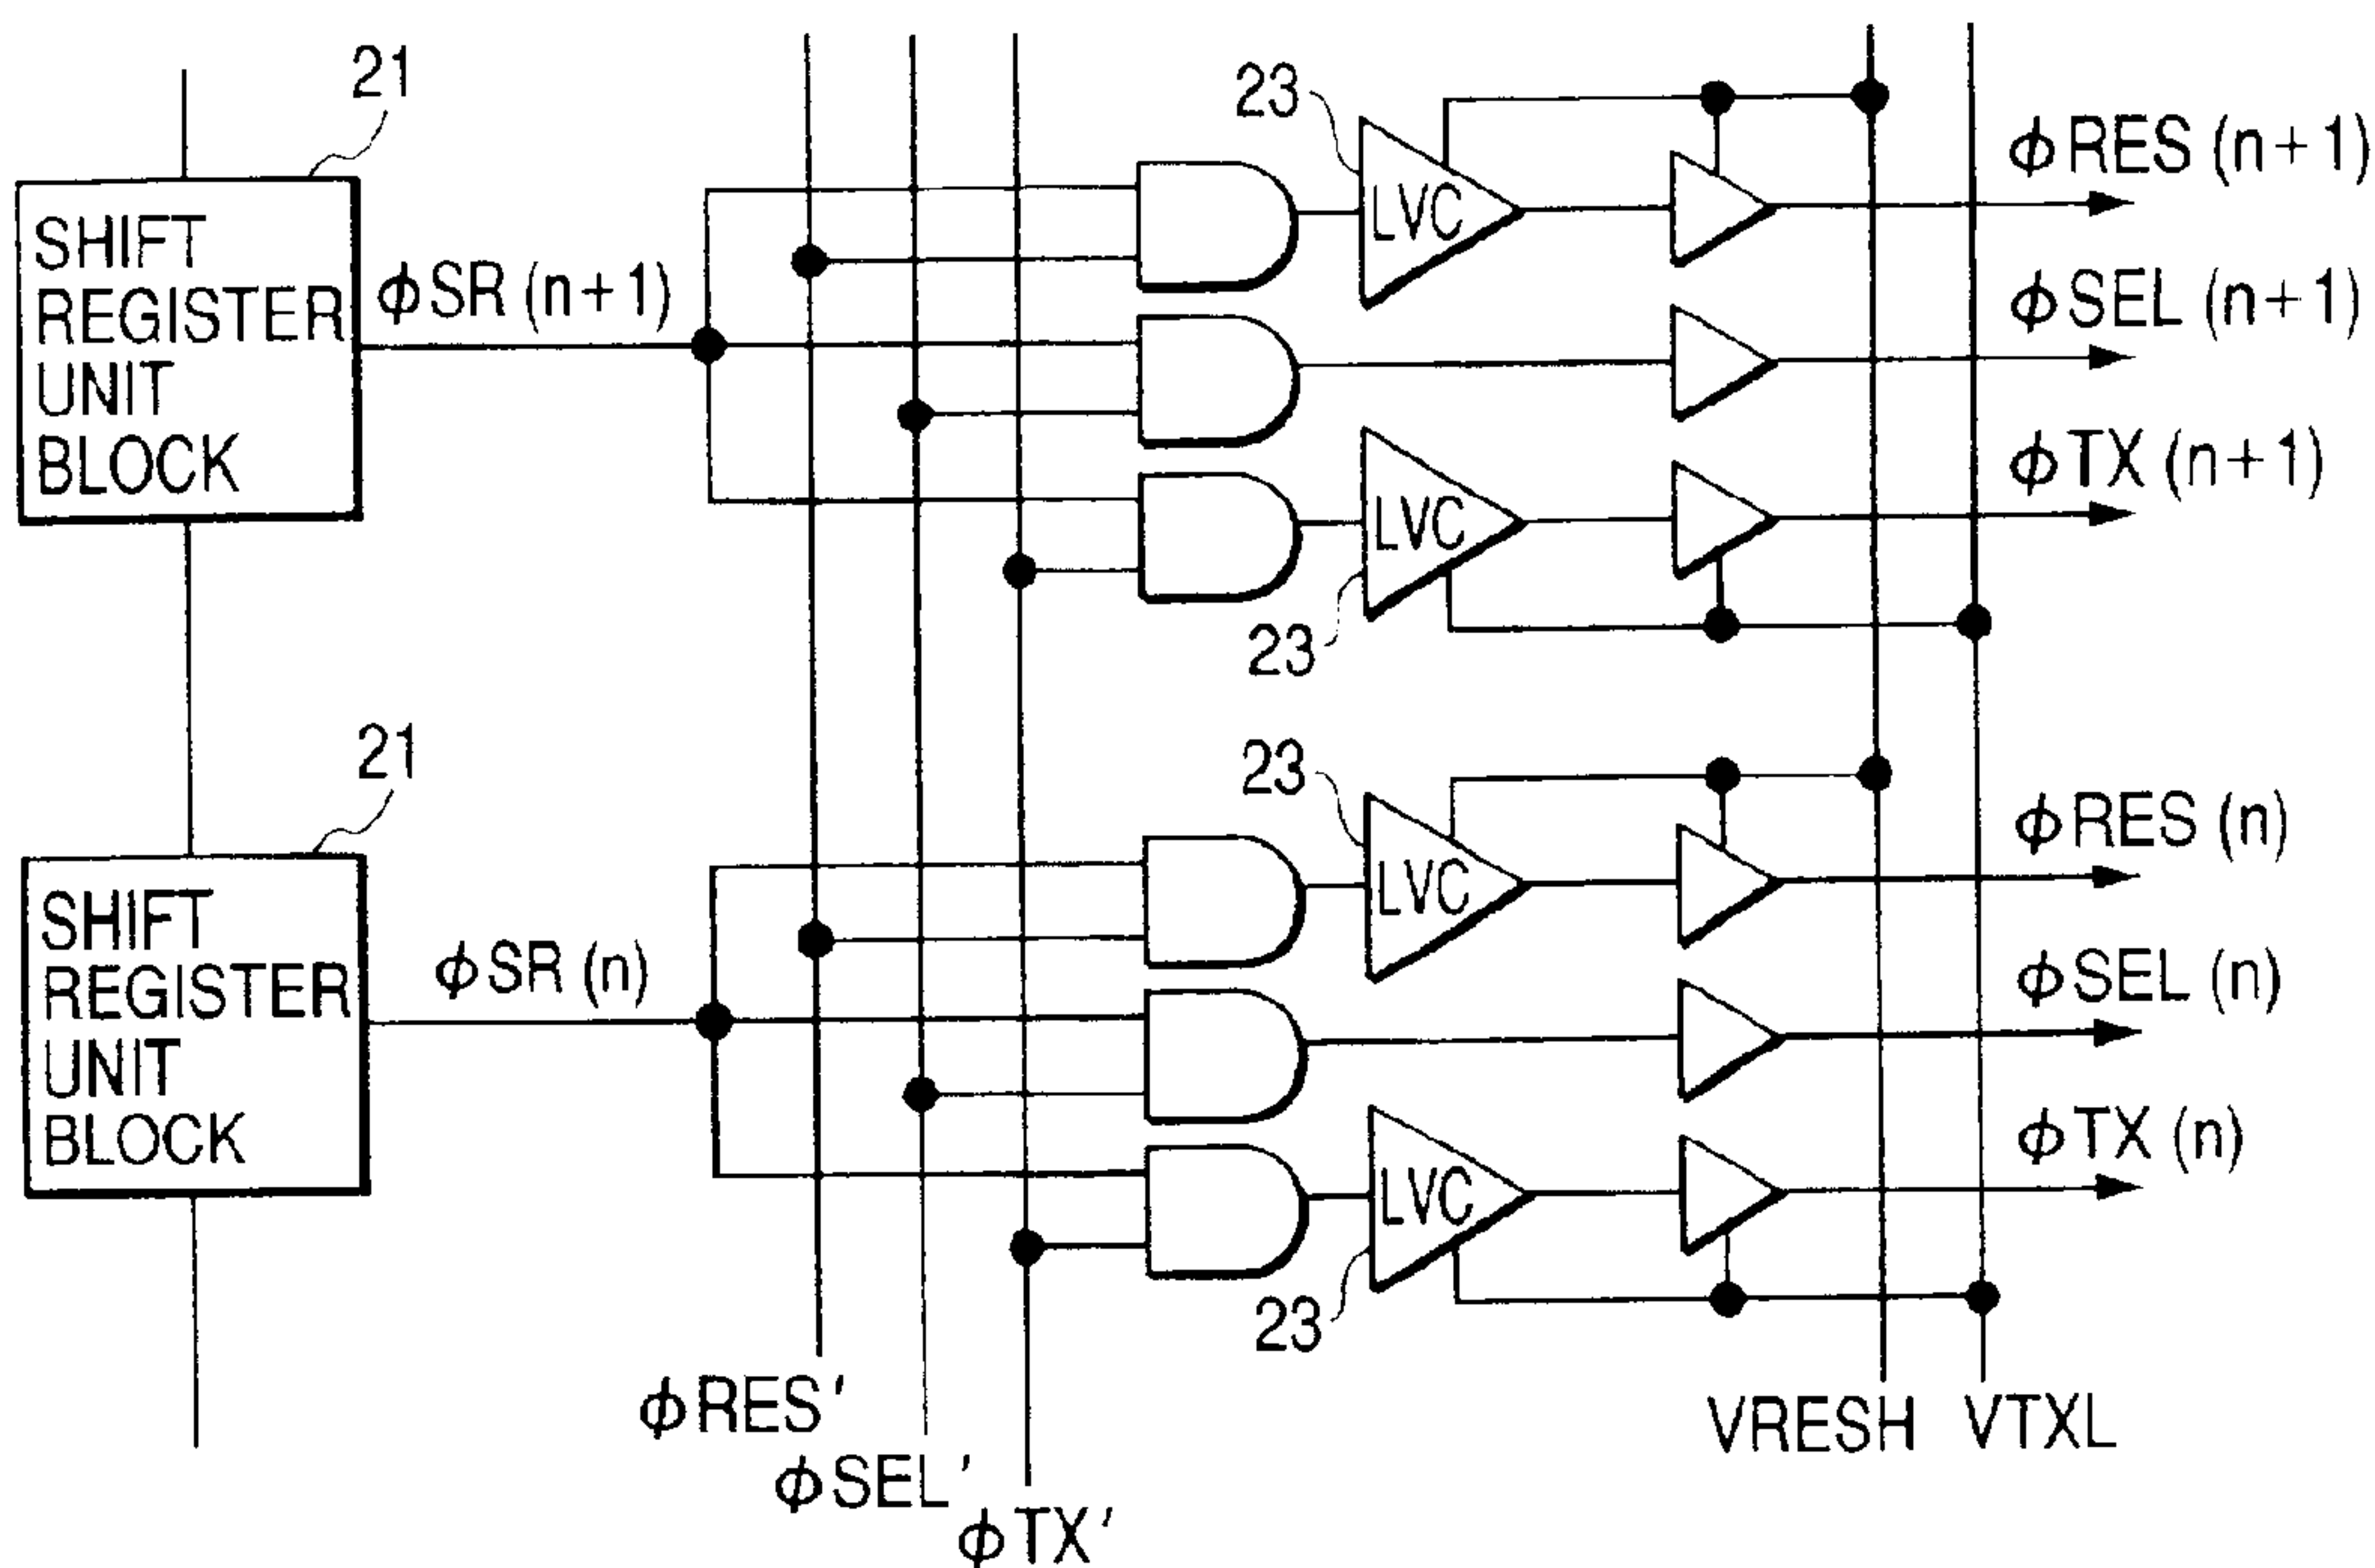 21
23
φRES (n+1)
SHIFT
REGISTER
UNIT
BLOCK
φSR (n+1)
LVC
φSEL (n+1)
φTX (n+1)
LVC
23
21
23
φRES (n)
SHIFT
REGISTER
UNIT
BLOCK
φSR (n)
LVC
φSEL (n)
φTX (n)
LVC
23
φRES'
φSEL'
φTX'
VRESH
VTXL